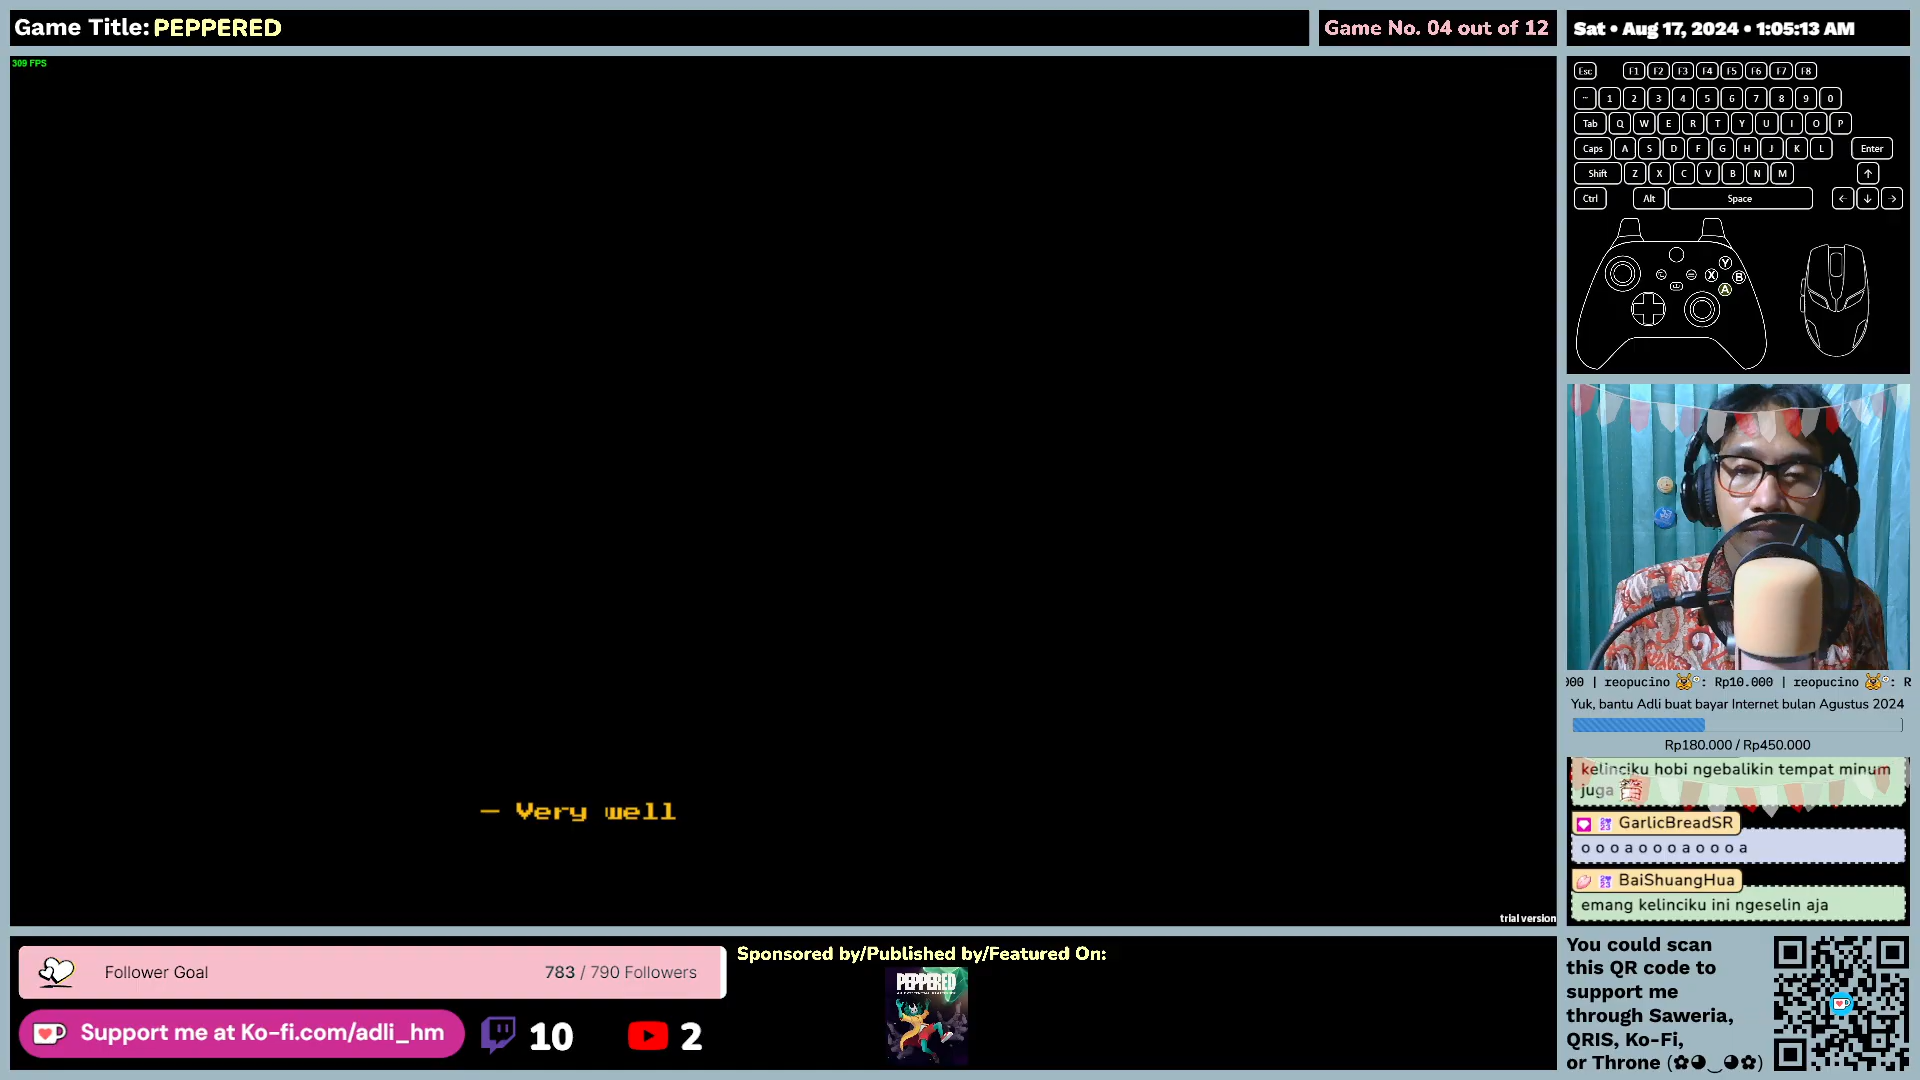 Game Title: PEPPERED
Game No. 04 out of 12
Sat • Aug 17, 2024 • 1:05:13 AM
309 FPS
Esc F1 F2 F3 F4 F5 F6 F7 F8
~ 1 2 3 4 5 6 7 8 9 0
Tab Q W E R T Y U I O P
Caps A S D F G H J K L Enter
Shift Z X C V B N M ↑
Ctrl Alt Space ← ↓ →
Y
X B
A
000 | reopucino : Rp10.000 | reopucino : R
Yuk, bantu Adli buat bayar Internet bulan Agustus 2024
Rp180.000 / Rp450.000
kelinciku hobi ngebalikin tempat minum
juga
GarlicBreadSR
o o o a o o o a o o o a
BaiShuangHua
emang kelinciku ini ngeselin aja
— Very well
trial version
Follower Goal 783 / 790 Followers
Support me at Ko-fi.com/adli_hm
10 2
Sponsored by/Published by/Featured On:
PEPPERED
You could scan
this QR code to
support me
through Saweria,
QRIS, Ko-Fi,
or Throne (✿◕‿◕✿)